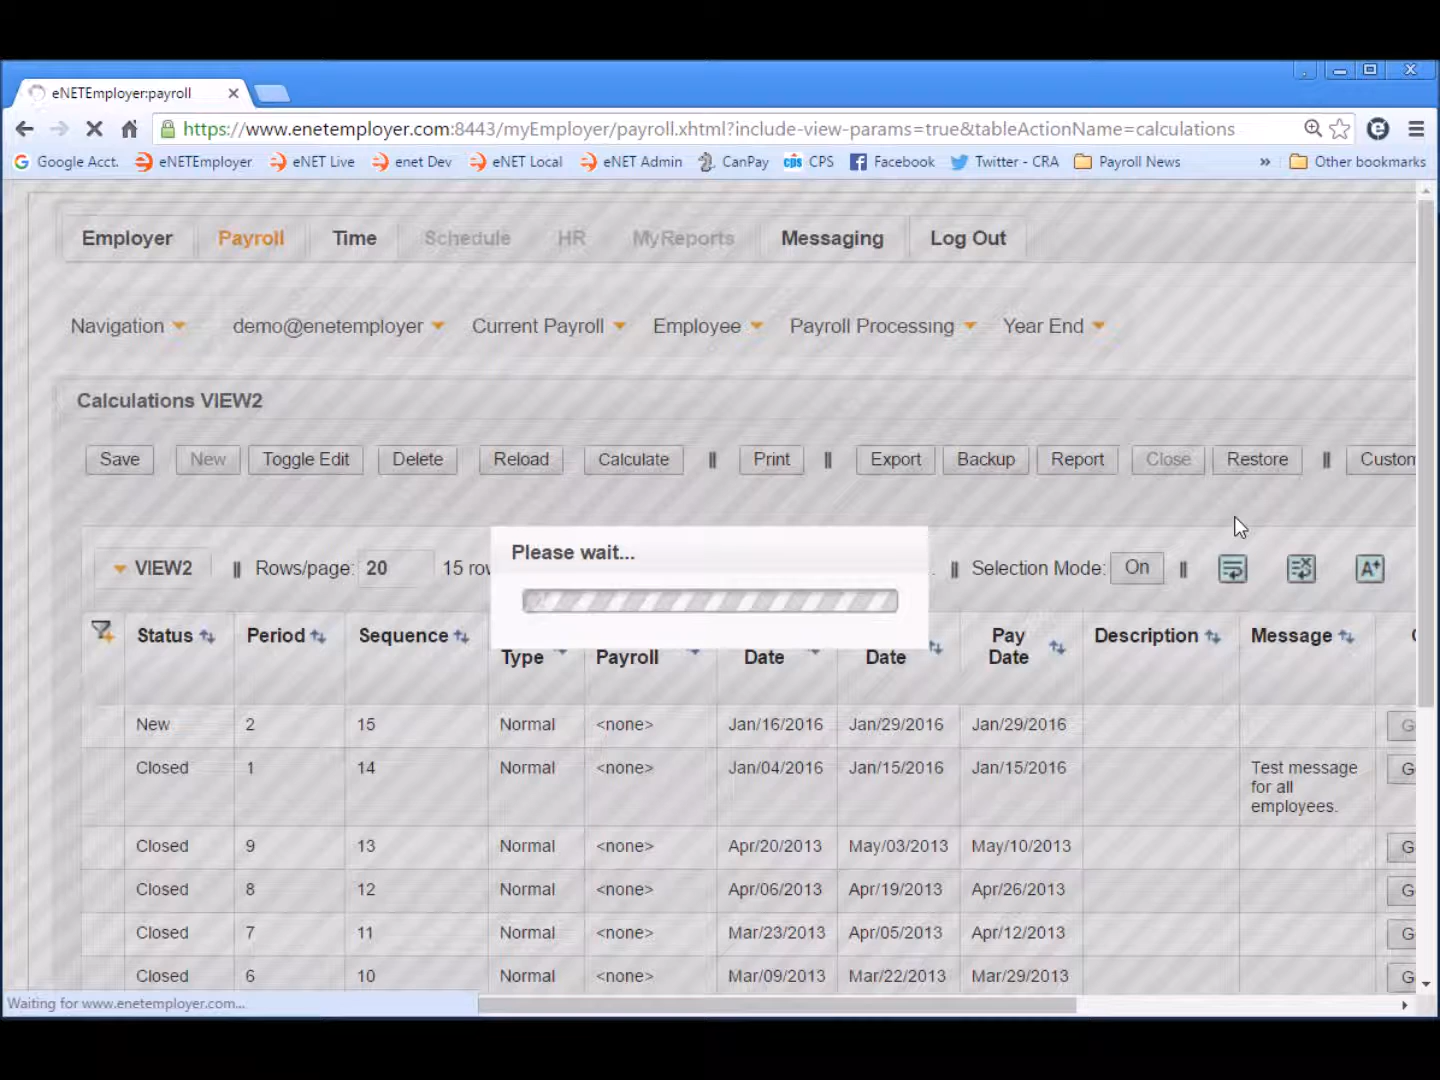 eNETEmployer:payroll
https://www.enetemployer.com:8443/myEmployer/payroll.xhtml?include-view-params=true&tableActionName=calculations
Google Acct. eNETEmployer eNET Live enet Dev eNET Local eNET Admin CanPay cps CPS Facebook Twitter - CRA Payroll News » Other bookmarks
Employer Payroll Time Schedule HR MyReports Messaging Log Out
Navigation demo@enetemployer Current Payroll Employee Payroll Processing Year End
Calculations VIEW2
Save New Toggle Edit Delete Reload Calculate || Print || Export Backup Report Close Restore || Custom
Please wait...
VIEW2 || Rows/page: 20 15 || Selection Mode: On ||
Status Period Sequence Type Payroll Date Date Pay Date Description Message
New 2 15 Normal <none> Jan/16/2016 Jan/29/2016 Jan/29/2016
Closed 1 14 Normal <none> Jan/04/2016 Jan/15/2016 Jan/15/2016 Test message
for all
employees.
Closed 9 13 Normal <none> Apr/20/2013 May/03/2013 May/10/2013
Closed 8 12 Normal <none> Apr/06/2013 Apr/19/2013 Apr/26/2013
Closed 7 11 Normal <none> Mar/23/2013 Apr/05/2013 Apr/12/2013
Closed 6 10 Normal <none> Mar/09/2013 Mar/22/2013 Mar/29/2013
Waiting for www.enetemployer.com...